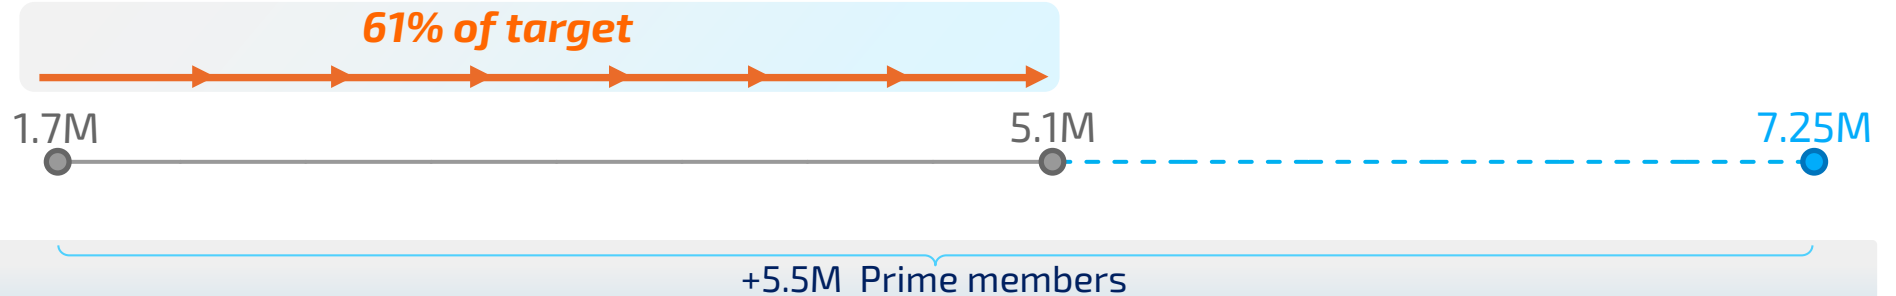 61% of target
1.7M
5.1M
7.25M
+5.5M Prime members